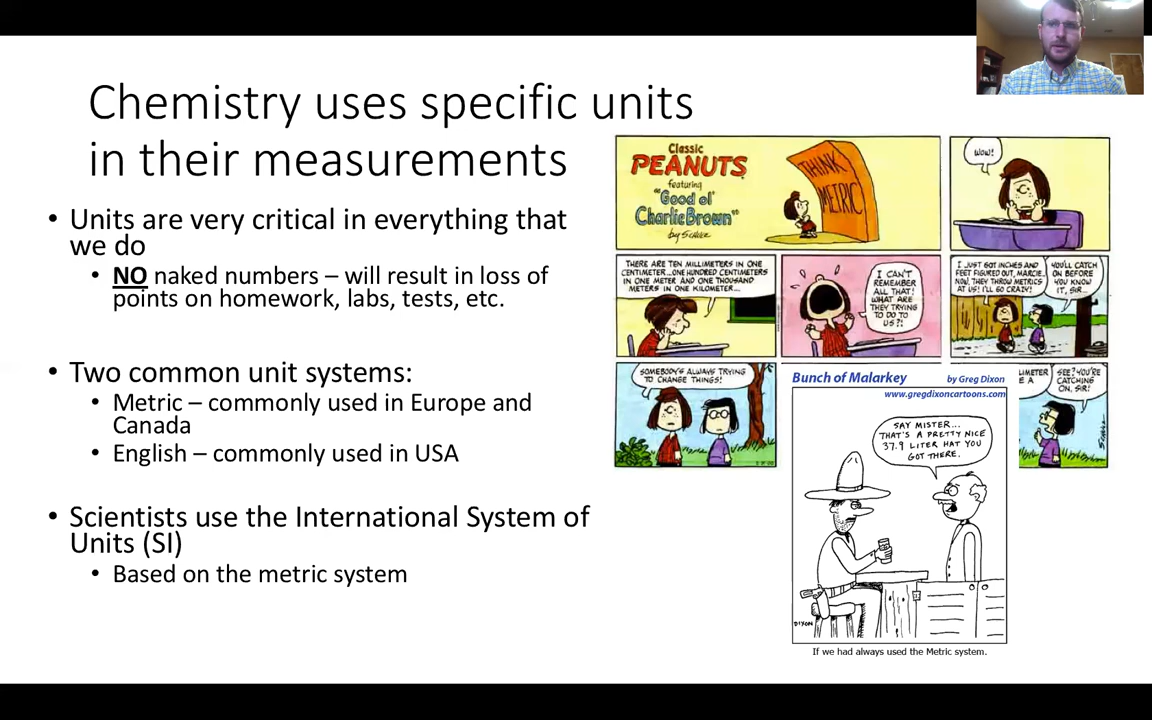 Chemistry uses specific units
in their measurements
• Units are very critical in everything that
we do
• NO naked numbers – will result in loss of
points on homework, labs, tests, etc.
• Two common unit systems:
• Metric – commonly used in Europe and
Canada
• English – commonly used in USA
• Scientists use the International System of
Units (SI)
• Based on the metric system
Classic
PEANUTS
featuring
"Good ol'
Charlie Brown"
by Schulz
THINK
METRIC
WOW!
THERE ARE TEN MILLIMETERS IN ONE
CENTIMETER...ONE HUNDRED CENTIMETERS
IN ONE METER AND ONE THOUSAND
METERS IN ONE KILOMETER...
I CAN'T
REMEMBER
ALL THAT!
WHAT ARE
THEY TRYING
TO DO TO
US?!
I JUST GOT INCHES AND
FEET FIGURED OUT, MARCIE.
NOW, THEY THROW METRICS
AT US! I'LL GO CRAZY!
YOU'LL CATCH
ON BEFORE
YOU KNOW
IT, SIR...
SOMEBODY'S ALWAYS TRYING
TO CHANGE THINGS!
LIMETER
E A
SEE? YOU'RE
CATCHING
ON, SIR!
SCHULZ
Bunch of Malarkey
by Greg Dixon
www.gregdixoncartoons.com
SAY MISTER...
THAT'S A PRETTY NICE
37.9 LITER HAT YOU
GOT THERE.
DIXON
If we had always used the Metric system.